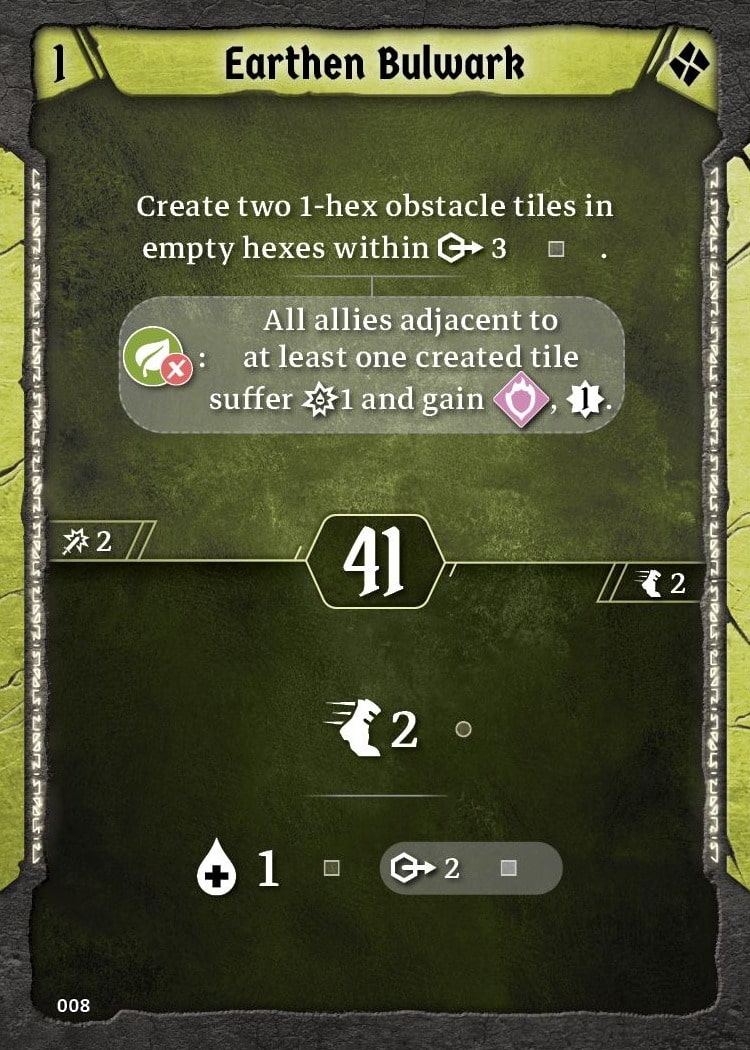 1
Earthen Bulwark
Create two 1-hex obstacle tiles in
empty hexes within 3 .
All allies adjacent to
: at least one created tile
suffer 1 and gain , 1.
2
41
2
2
1 2
008